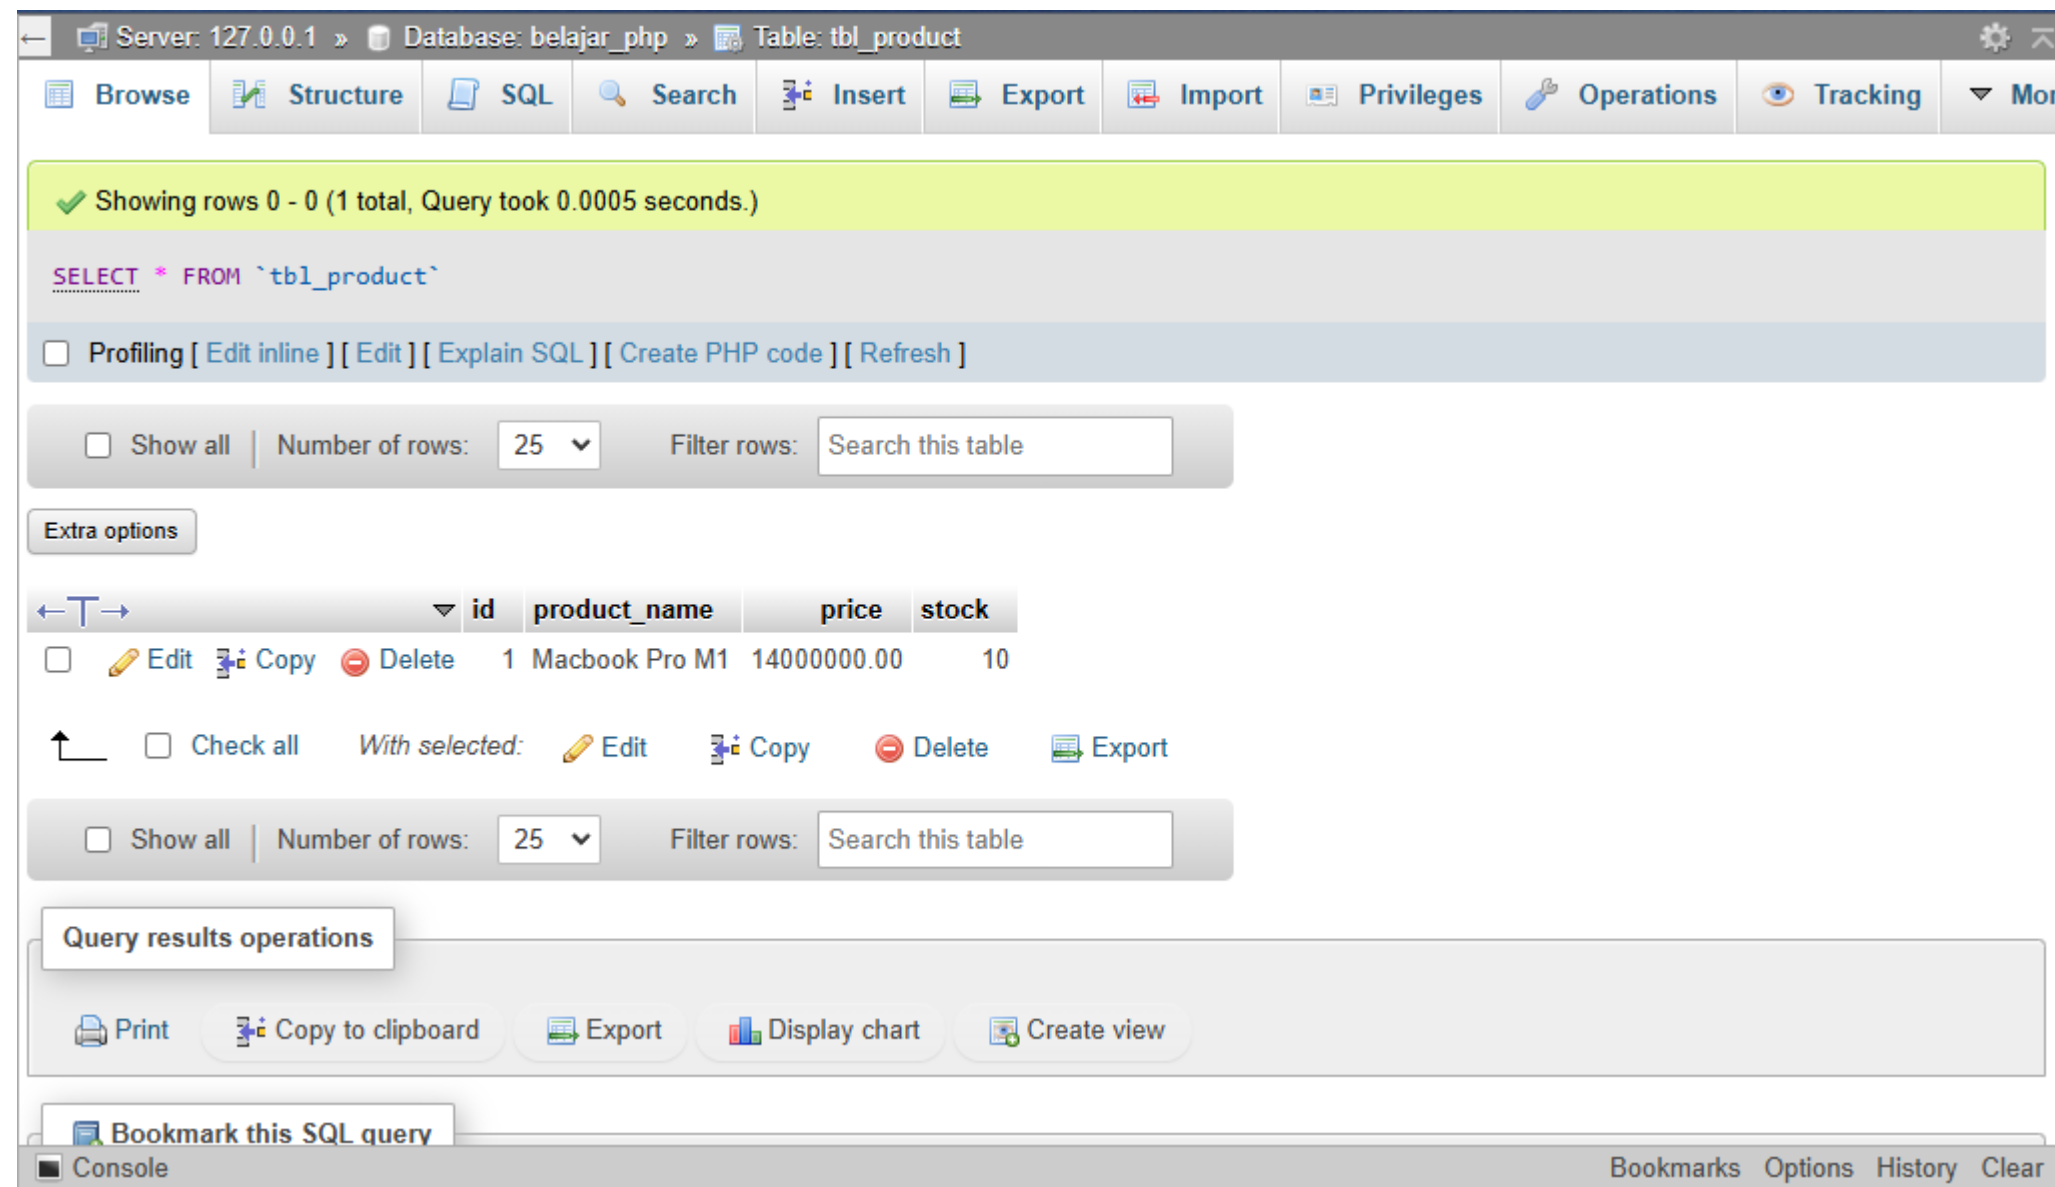 Server: 127.0.0.1 » Database: belajar_php » Table: tbl_product
Browse Structure SQL Search Insert Export Import Privileges Operations Tracking Mor
Showing rows 0 - 0 (1 total, Query took 0.0005 seconds.)
SELECT * FROM `tbl_product`
Profiling [ Edit inline ] [ Edit ] [ Explain SQL ] [ Create PHP code ] [ Refresh ]
Show all | Number of rows: 25 Filter rows: Search this table
Extra options
id product_name price stock
Edit Copy Delete 1 Macbook Pro M1 14000000.00 10
Check all With selected: Edit Copy Delete Export
Show all | Number of rows: 25 Filter rows: Search this table
Query results operations
Print Copy to clipboard Export Display chart Create view
Bookmark this SQL query
Console Bookmarks Options History Clear